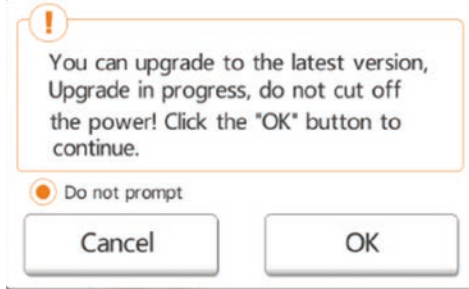 !
You can upgrade to the latest version,
Upgrade in progress, do not cut off
the power! Click the "OK" button to
continue.
Do not prompt
Cancel
OK